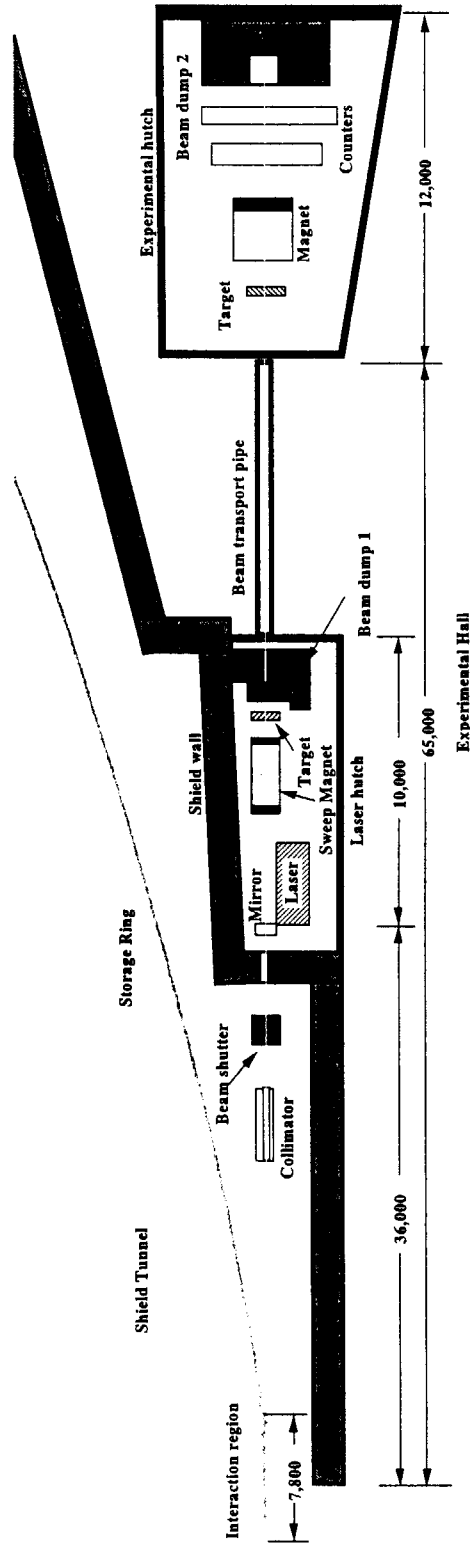 Interaction region
7,800
Shield Tunnel
Storage Ring
Collimator
Beam shutter
36,000
Shield wall
Mirror
Laser
Sweep Magnet
Target
Laser hutch
10,000
Beam dump 1
Beam transport pipe
65,000
Experimental Hall
Experimental hutch
Target
Magnet
Counters
Beam dump 2
12,000